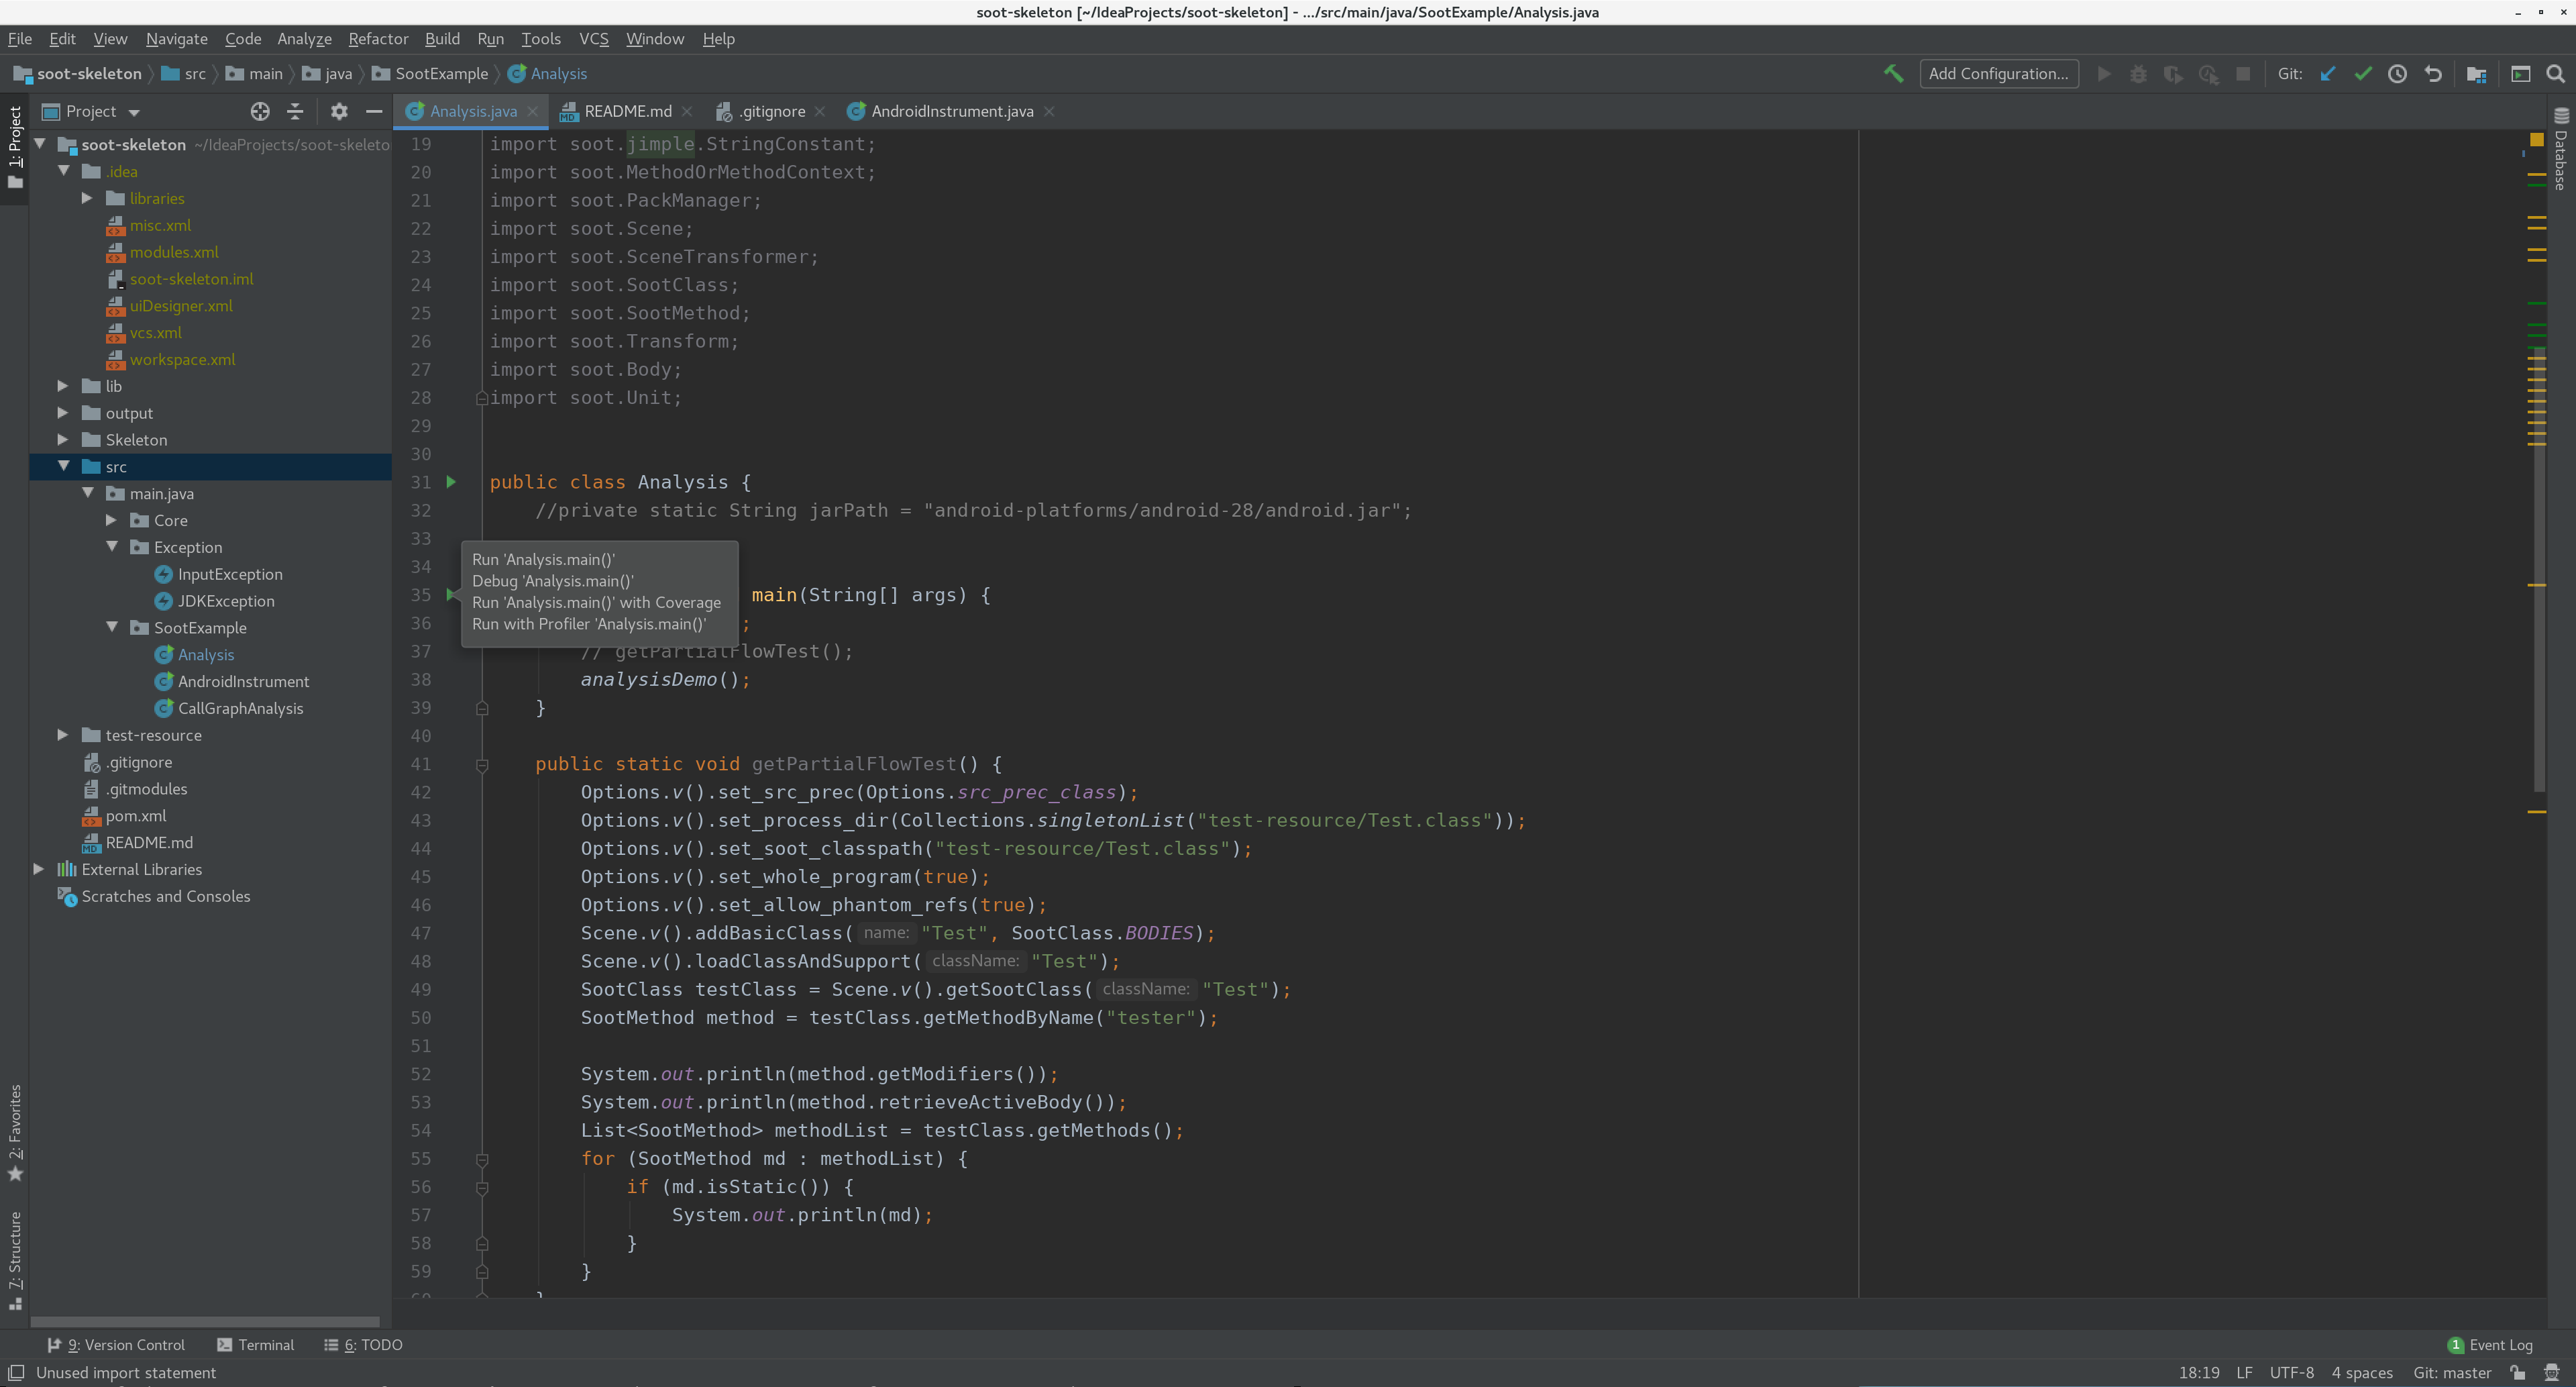 soot-skeleton [~/IdeaProjects/soot-skeleton] - .../src/main/java/SootExample/Analysis.java
File Edit View Navigate Code Analyze Refactor Build Run Tools VCS Window Help
soot-skeleton src main java SootExample Analysis Add Configuration... Git:
1: Project
2: Favorites
7: Structure
Project
soot-skeleton ~/IdeaProjects/soot-skeleto
.idea
libraries
misc.xml
modules.xml
soot-skeleton.iml
uiDesigner.xml
vcs.xml
workspace.xml
lib
output
Skeleton
src
main.java
Core
Exception
InputException
JDKException
SootExample
Analysis
AndroidInstrument
CallGraphAnalysis
test-resource
.gitignore
.gitmodules
pom.xml
README.md
External Libraries
Scratches and Consoles
Analysis.java README.md .gitignore AndroidInstrument.java
19 import soot.jimple.StringConstant;
20 import soot.MethodOrMethodContext;
21 import soot.PackManager;
22 import soot.Scene;
23 import soot.SceneTransformer;
24 import soot.SootClass;
25 import soot.SootMethod;
26 import soot.Transform;
27 import soot.Body;
28 import soot.Unit;
29
30
31 public class Analysis {
32 //private static String jarPath = "android-platforms/android-28/android.jar";
33
34
35 main(String[] args) {
36 ;
37 // getPartialFlowTest();
38 analysisDemo();
39 }
40
41 public static void getPartialFlowTest() {
42 Options.v().set_src_prec(Options.src_prec_class);
43 Options.v().set_process_dir(Collections.singletonList("test-resource/Test.class"));
44 Options.v().set_soot_classpath("test-resource/Test.class");
45 Options.v().set_whole_program(true);
46 Options.v().set_allow_phantom_refs(true);
47 Scene.v().addBasicClass( name: "Test", SootClass.BODIES);
48 Scene.v().loadClassAndSupport( className: "Test");
49 SootClass testClass = Scene.v().getSootClass( className: "Test");
50 SootMethod method = testClass.getMethodByName("tester");
51
52 System.out.println(method.getModifiers());
53 System.out.println(method.retrieveActiveBody());
54 List<SootMethod> methodList = testClass.getMethods();
55 for (SootMethod md : methodList) {
56 if (md.isStatic()) {
57 System.out.println(md);
58 }
59 }
60 }
Run 'Analysis.main()'
Debug 'Analysis.main()'
Run 'Analysis.main()' with Coverage
Run with Profiler 'Analysis.main()'
Database
9: Version Control Terminal 6: TODO 1 Event Log
Unused import statement 18:19 LF UTF-8 4 spaces Git: master